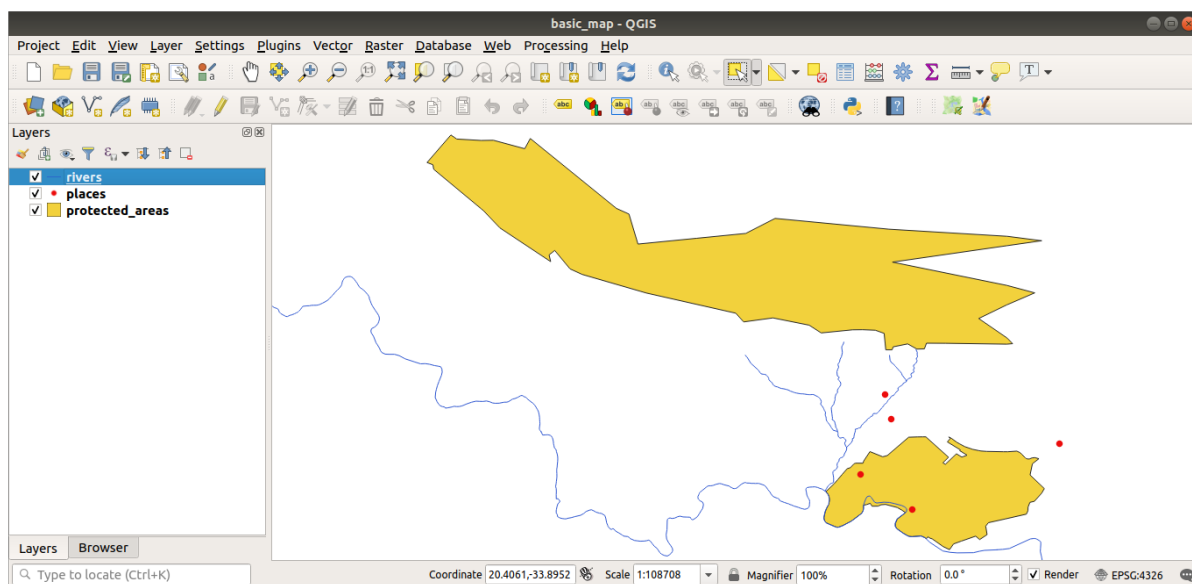 basic_map - QGIS
Project Edit View Layer Settings Plugins Vector Raster Database Web Processing Help
Layers
rivers
places
protected_areas
Layers Browser
Type to locate (Ctrl+K) Coordinate 20.4061,-33.8952 Scale 1:108708 Magnifier 100% Rotation 0.0 ° Render EPSG:4326